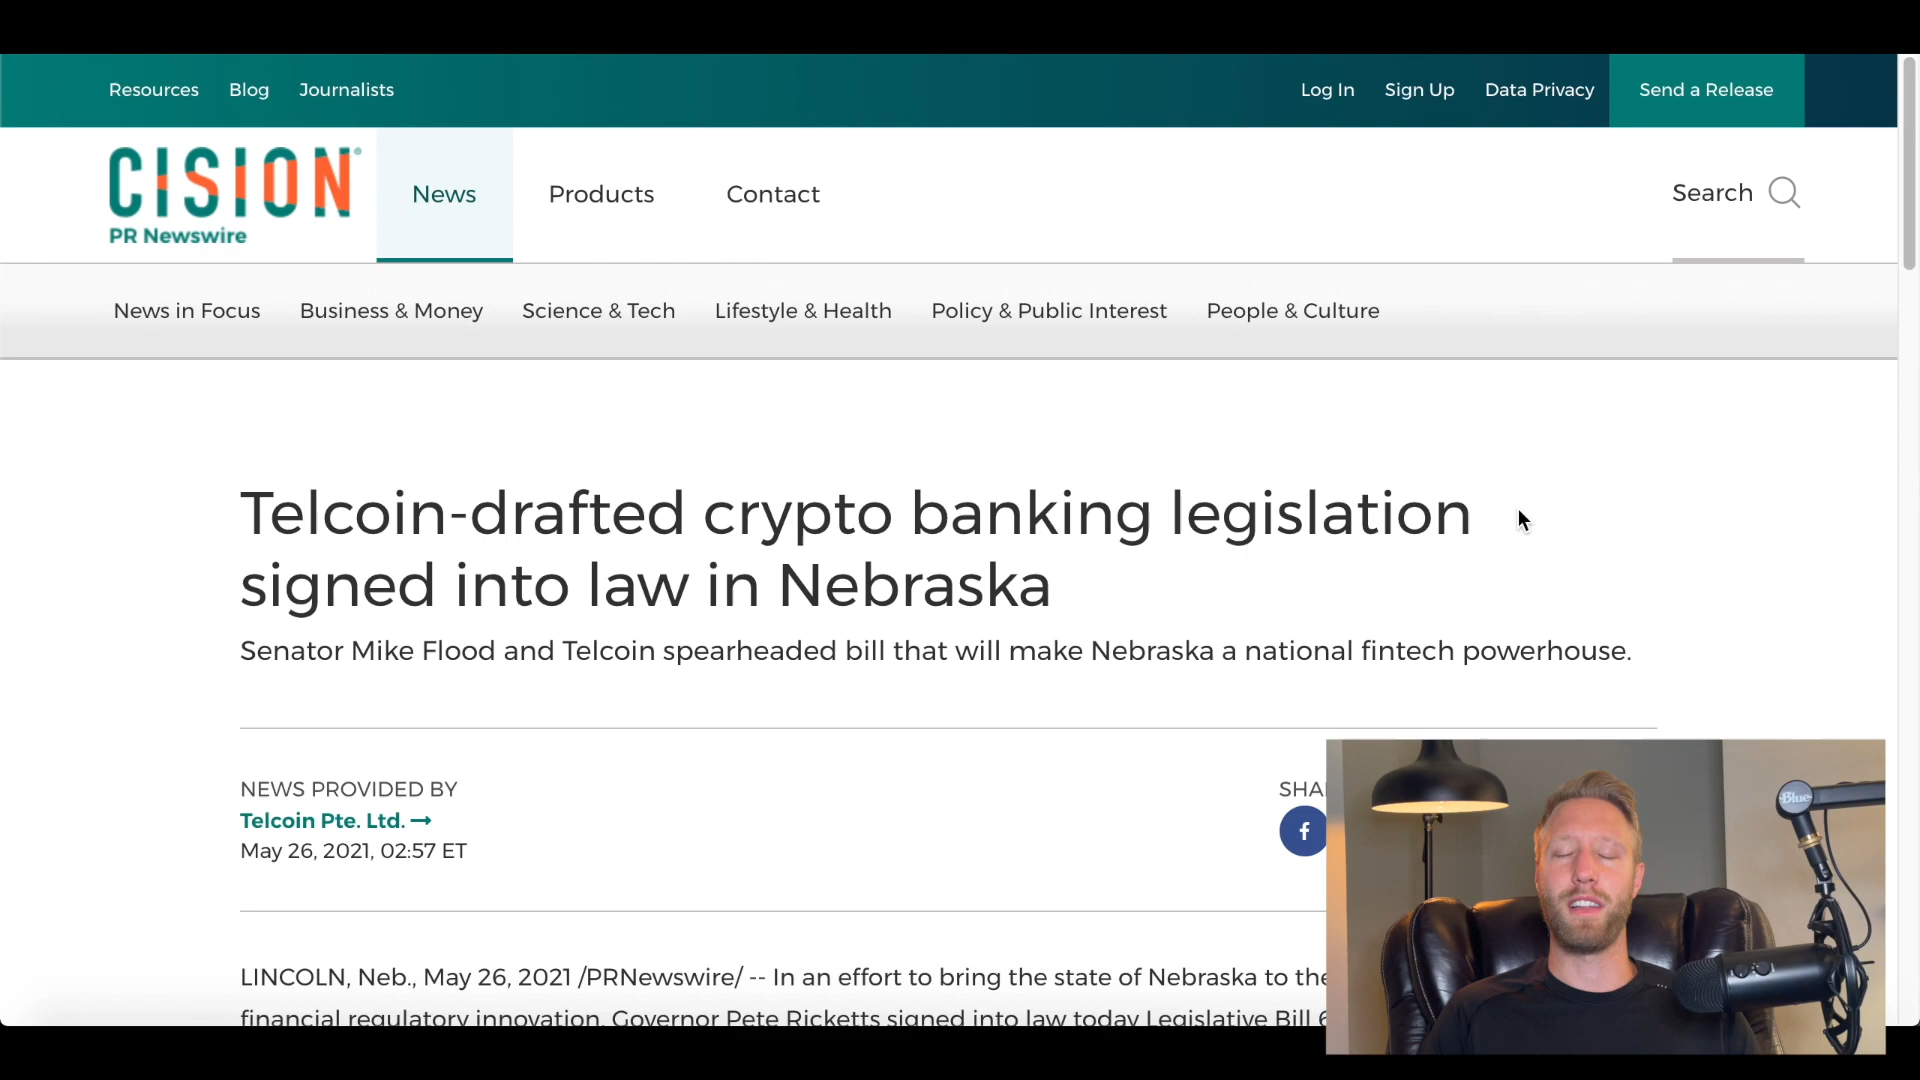 Resources Blog Journalists Log In Sign Up Data Privacy Send a Release
CISION
PR Newswire
News Products Contact Search
News in Focus Business & Money Science & Tech Lifestyle & Health Policy & Public Interest People & Culture
Telcoin-drafted crypto banking legislation
signed into law in Nebraska
Senator Mike Flood and Telcoin spearheaded bill that will make Nebraska a national fintech powerhouse.
NEWS PROVIDED BY
Telcoin Pte. Ltd.
May 26, 2021, 02:57 ET
SHA
f
Blue
LINCOLN, Neb., May 26, 2021 /PRNewswire/ -- In an effort to bring the state of Nebraska to the
financial regulatory innovation, Governor Pete Ricketts signed into law today Legislative Bill